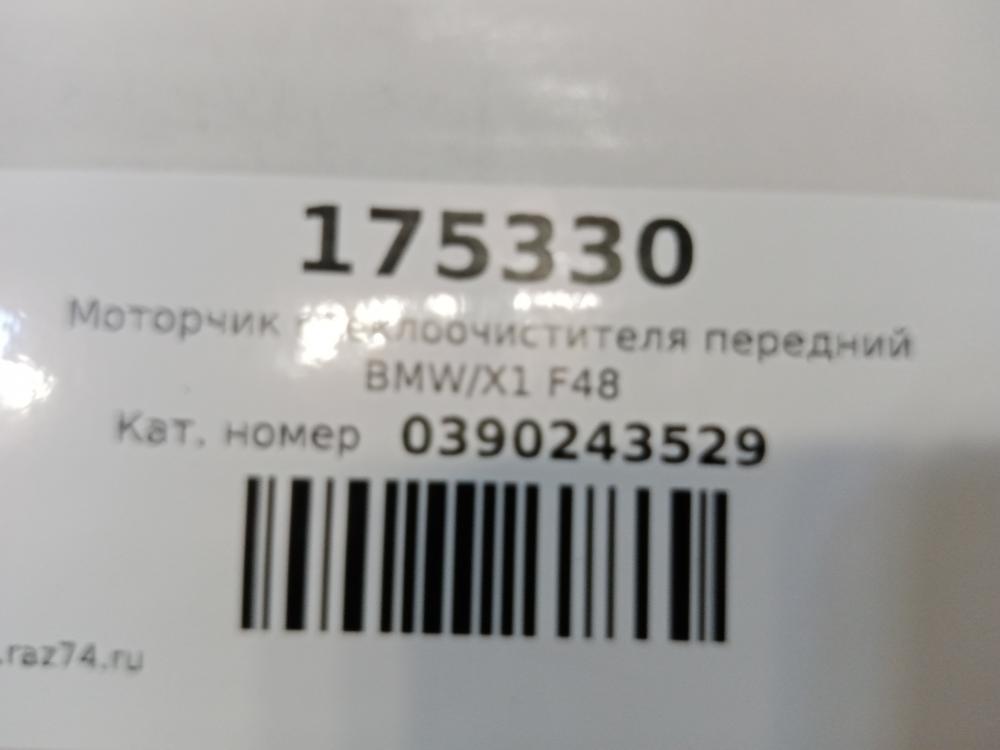 175330
Моторчик стеклоочистителя передний
BMW/X1 F48
Кат. номер 0390243529
.raz74.ru